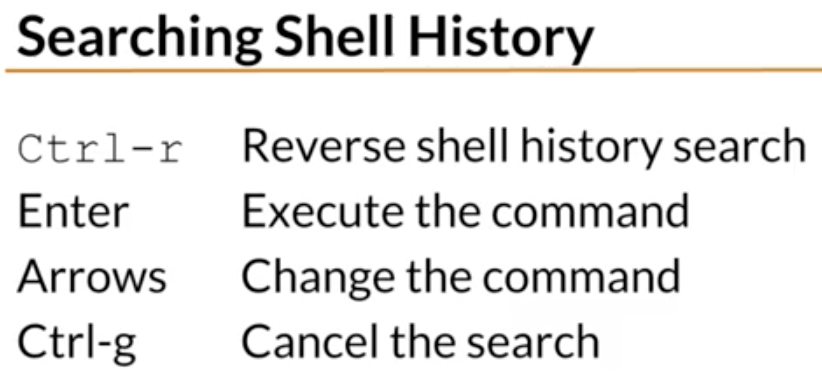 Searching Shell History
Ctrl-r Reverse shell history search
Enter Execute the command
Arrows Change the command
Ctrl-g Cancel the search